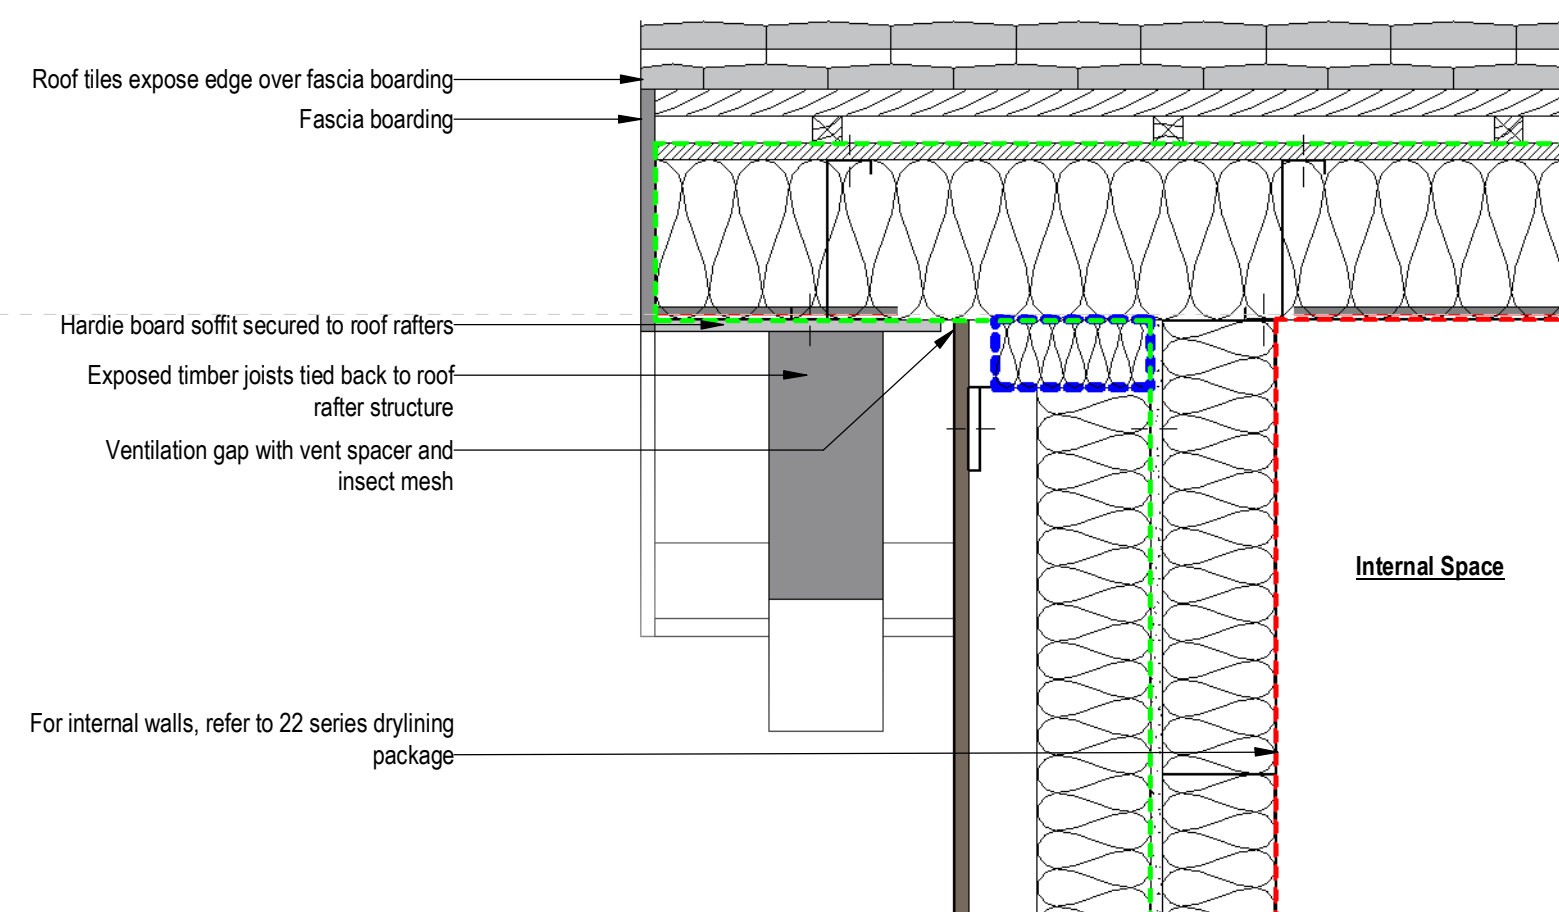 Roof tiles expose edge over fascia boarding
Fascia boarding
Hardie board soffit secured to roof rafters
Exposed timber joists tied back to roof
rafter structure
Ventilation gap with vent spacer and
insect mesh
Internal Space
For internal walls, refer to 22 series drylining
package